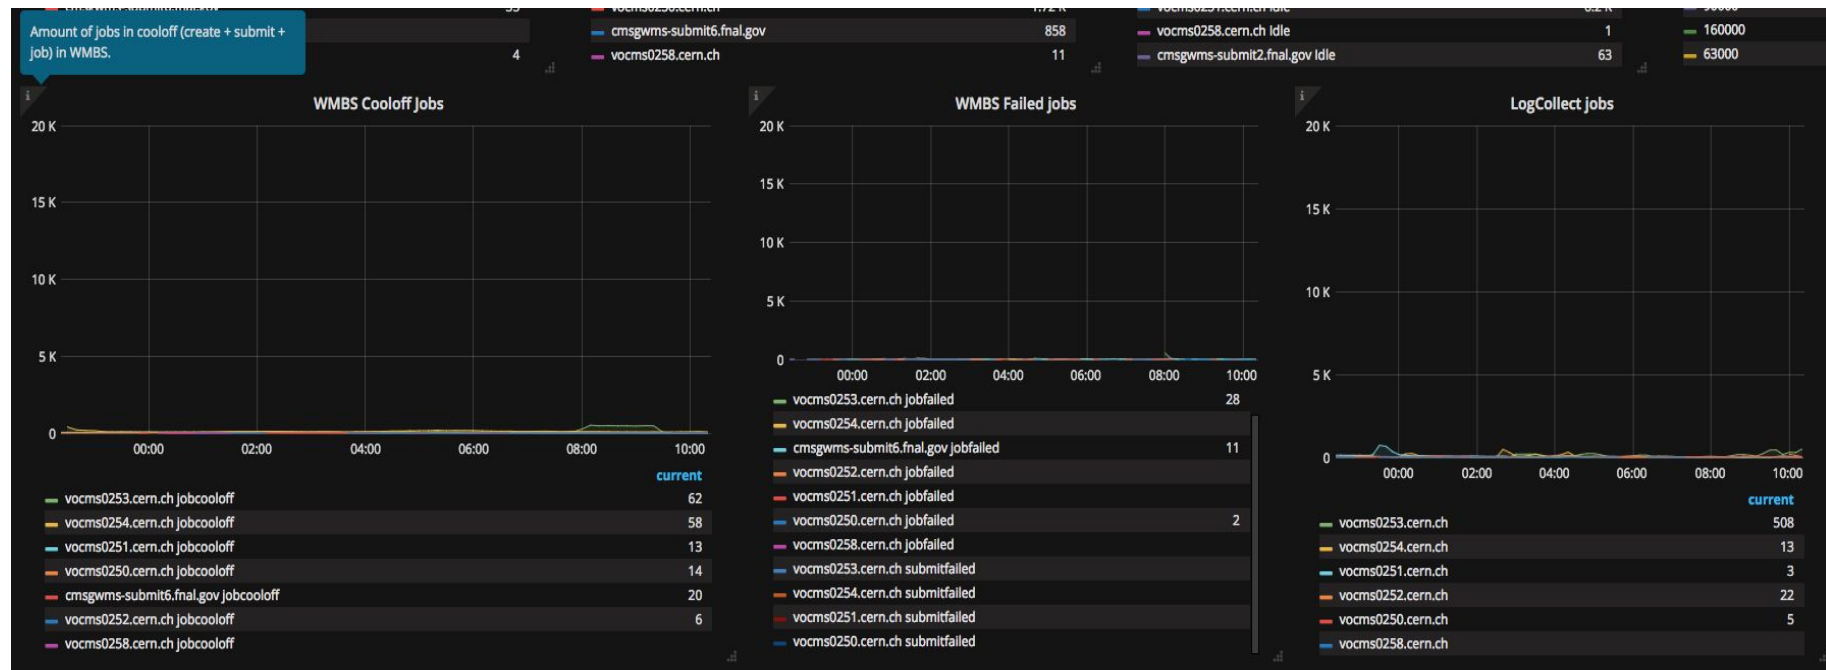 Amount of jobs in cooloff (create + submit +
job) in WMBS.
4
cmsgwms-submit6.fnal.gov 858
vocms0258.cern.ch 11
vocms0258.cern.ch Idle 1
cmsgwms-submit2.fnal.gov Idle 63
160000
63000
WMBS Cooloff Jobs
20 K
15 K
10 K
5 K
0
00:00 02:00 04:00 06:00 08:00 10:00
current
vocms0253.cern.ch jobcooloff 62
vocms0254.cern.ch jobcooloff 58
vocms0251.cern.ch jobcooloff 13
vocms0250.cern.ch jobcooloff 14
cmsgwms-submit6.fnal.gov jobcooloff 20
vocms0252.cern.ch jobcooloff 6
vocms0258.cern.ch jobcooloff
WMBS Failed jobs
20 K
15 K
10 K
5 K
0
00:00 02:00 04:00 06:00 08:00 10:00
vocms0253.cern.ch jobfailed 28
vocms0254.cern.ch jobfailed
cmsgwms-submit6.fnal.gov jobfailed 11
vocms0252.cern.ch jobfailed
vocms0251.cern.ch jobfailed
vocms0250.cern.ch jobfailed 2
vocms0258.cern.ch jobfailed
vocms0253.cern.ch submitfailed
vocms0254.cern.ch submitfailed
vocms0251.cern.ch submitfailed
vocms0250.cern.ch submitfailed
LogCollect jobs
20 K
15 K
10 K
5 K
0
00:00 02:00 04:00 06:00 08:00 10:00
current
vocms0253.cern.ch 508
vocms0254.cern.ch 13
vocms0251.cern.ch 3
vocms0252.cern.ch 22
vocms0250.cern.ch 5
vocms0258.cern.ch